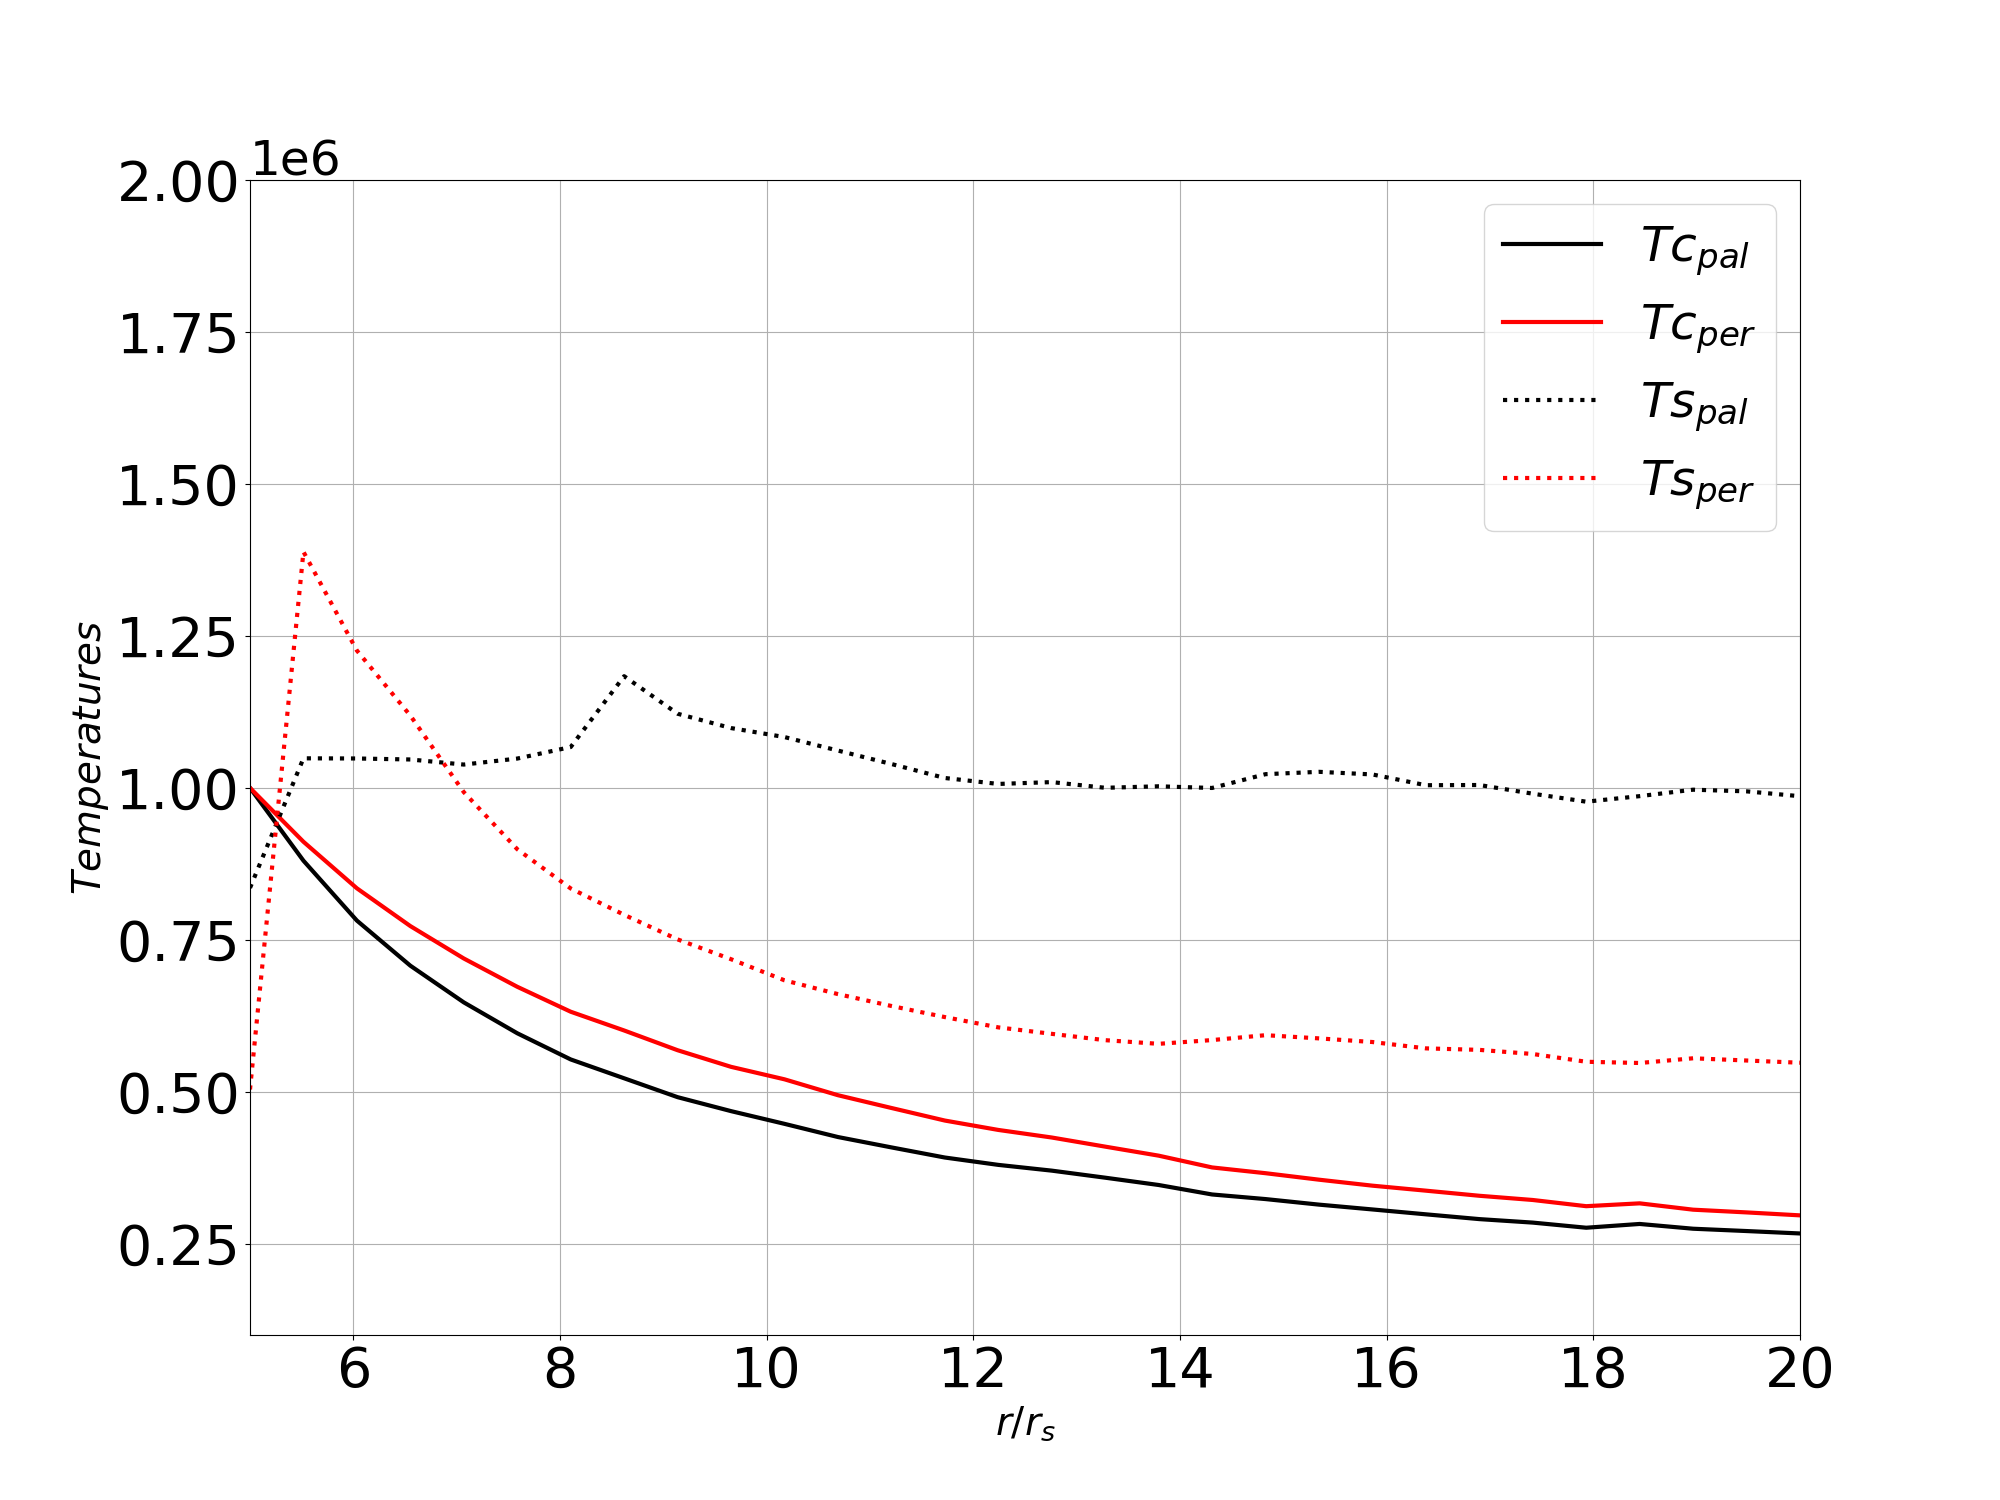 1e6
2.00
1.75
1.50
1.25
1.00
0.75
0.50
0.25
Temperatures
6 8 10 12 14 16 18 20
r/r_s
Tc_pal
Tc_per
Ts_pal
Ts_per